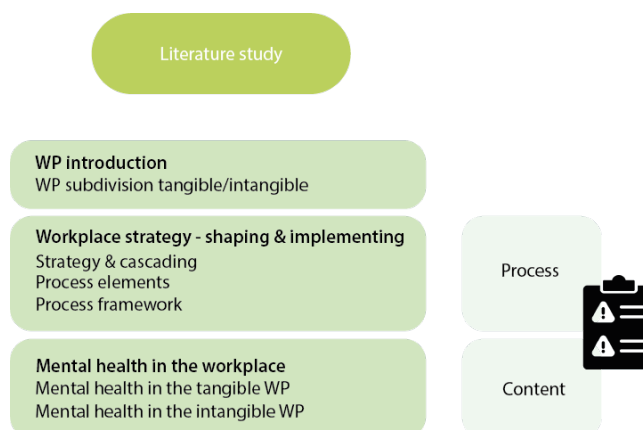 Literature study
WP introduction
WP subdivision tangible/intangible
Workplace strategy - shaping & implementing
Strategy & cascading
Process elements
Process framework
Process
Mental health in the workplace
Mental health in the tangible WP
Mental health in the intangible WP
Content